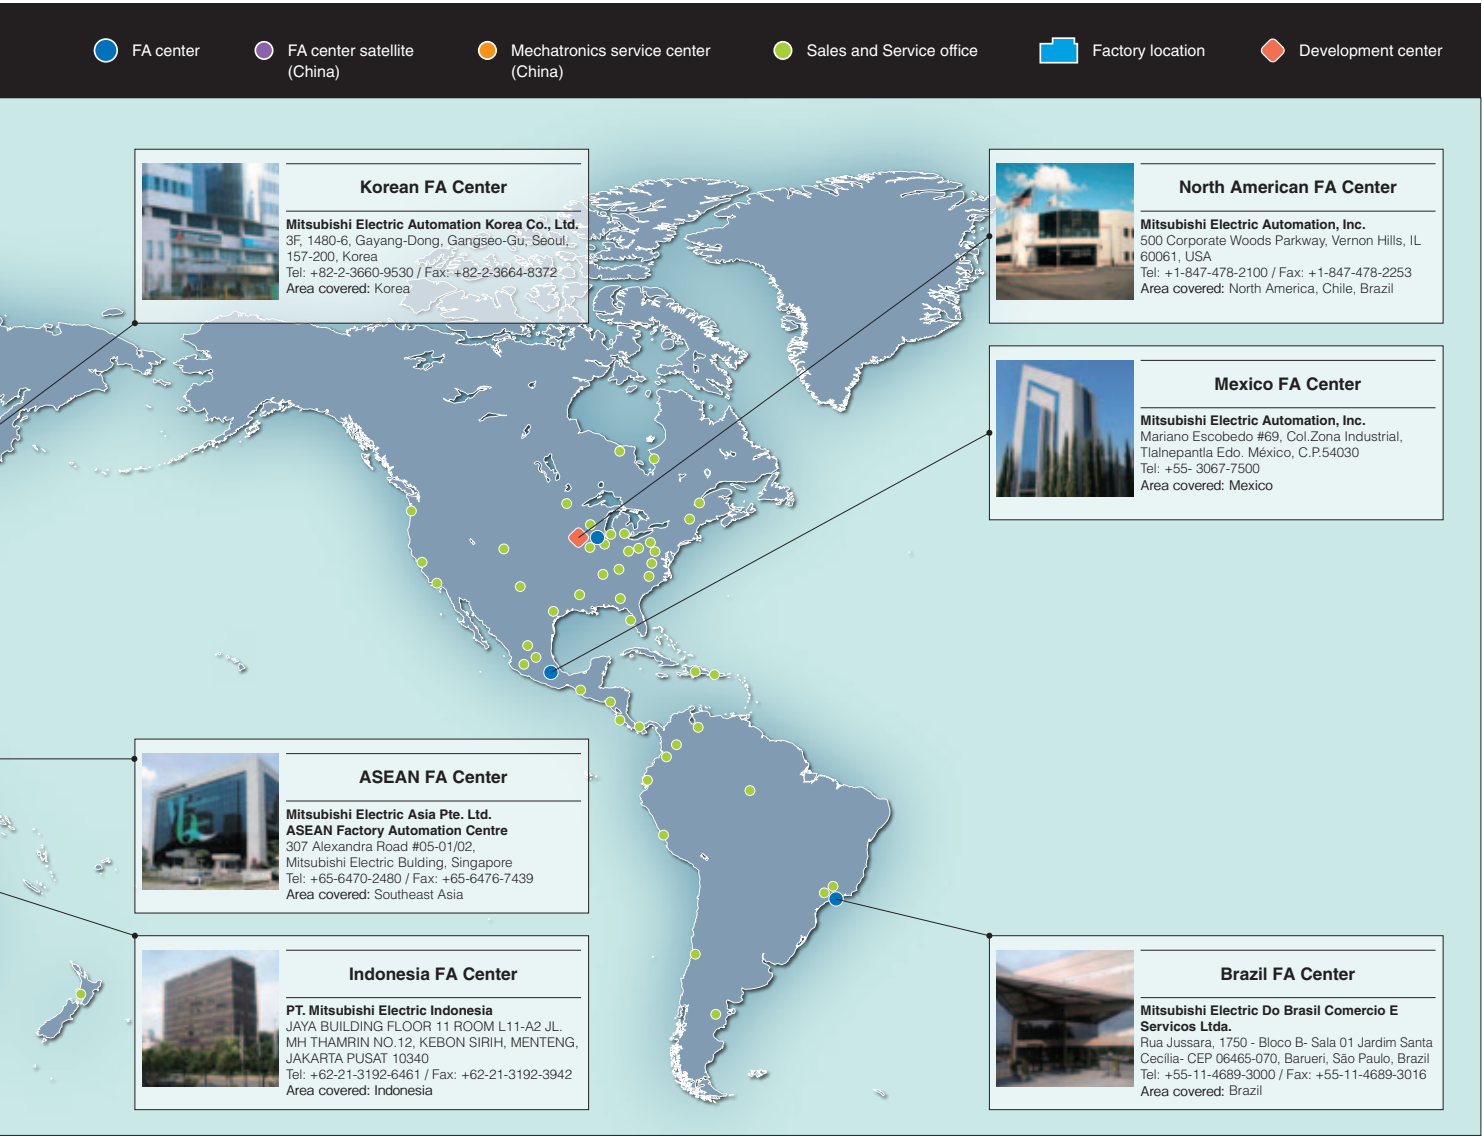 FA center
FA center satellite
(China)
Mechatronics service center
(China)
Sales and Service office
Factory location
Development center
Korean FA Center
Mitsubishi Electric Automation Korea Co., Ltd.
3F, 1480-6, Gayang-Dong, Gangseo-Gu, Seoul,
157-200, Korea
Tel: +82-2-3660-9530 / Fax: +82-2-3664-8372
Area covered: Korea
North American FA Center
Mitsubishi Electric Automation, Inc.
500 Corporate Woods Parkway, Vernon Hills, IL
60061, USA
Tel: +1-847-478-2100 / Fax: +1-847-478-2253
Area covered: North America, Chile, Brazil
Mexico FA Center
Mitsubishi Electric Automation, Inc.
Mariano Escobedo #69, Col.Zona Industrial,
Tlalnepantla Edo. México, C.P.54030
Tel: +55- 3067-7500
Area covered: Mexico
ASEAN FA Center
Mitsubishi Electric Asia Pte. Ltd.
ASEAN Factory Automation Centre
307 Alexandra Road #05-01/02,
Mitsubishi Electric Bulding, Singapore
Tel: +65-6470-2480 / Fax: +65-6476-7439
Area covered: Southeast Asia
Indonesia FA Center
PT. Mitsubishi Electric Indonesia
JAYA BUILDING FLOOR 11 ROOM L11-A2 JL.
MH THAMRIN NO.12, KEBON SIRIH, MENTENG,
JAKARTA PUSAT 10340
Tel: +62-21-3192-6461 / Fax: +62-21-3192-3942
Area covered: Indonesia
Brazil FA Center
Mitsubishi Electric Do Brasil Comercio E
Servicos Ltda.
Rua Jussara, 1750 - Bloco B- Sala 01 Jardim Santa
Cecília- CEP 06465-070, Barueri, São Paulo, Brazil
Tel: +55-11-4689-3000 / Fax: +55-11-4689-3016
Area covered: Brazil